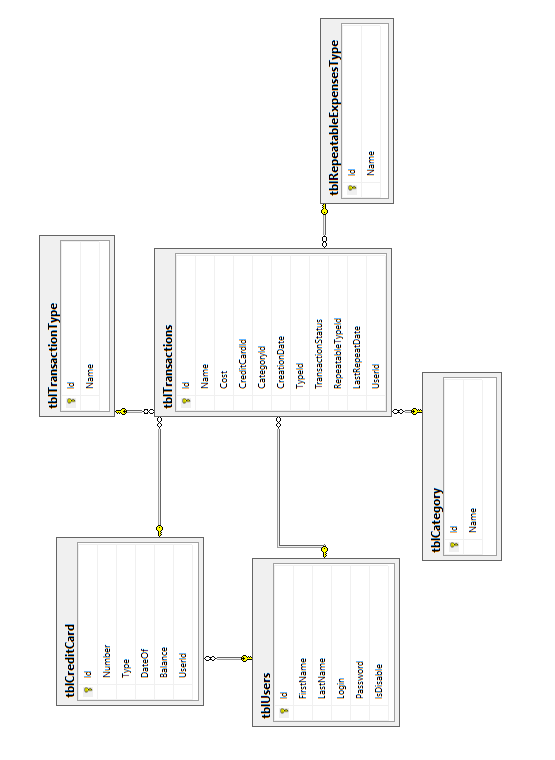 tblRepeatableExpensesType
Id
Name
tblTransactionType
Id
Name
tblTransactions
Id
Name
Cost
CreditCardId
CategoryId
CreationDate
TypeId
TransactionStatus
RepeatableTypeId
LastRepeatDate
UserId
tblCategory
Id
Name
tblCreditCard
Id
Number
Type
DateOf
Balance
UserId
tblUsers
Id
FirstName
LastName
Login
Password
IsDisable